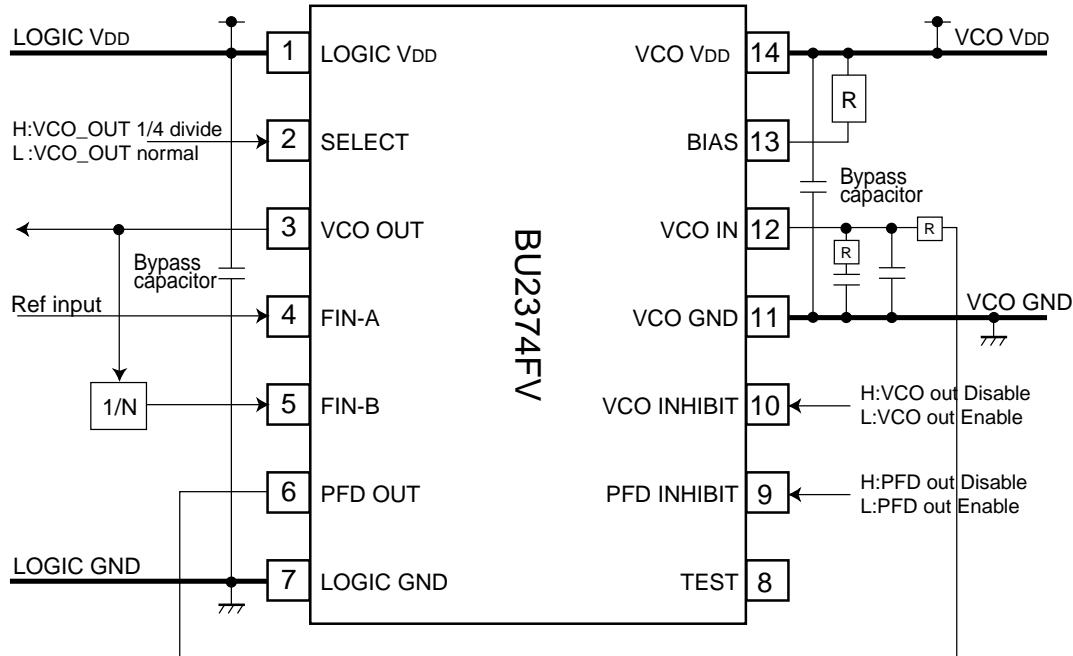 LOGIC VDD
1 LOGIC VDD
VCO VDD 14
VCO VDD
R
H:VCO_OUT 1/4 divide
L :VCO_OUT normal
2 SELECT
BIAS 13
Bypass
capacitor
3 VCO OUT
VCO IN 12
R
R
Bypass
capacitor
BU2374FV
Ref input
4 FIN-A
VCO GND 11
VCO GND
1/N
5 FIN-B
VCO INHIBIT 10
H:VCO out Disable
L:VCO out Enable
6 PFD OUT
PFD INHIBIT 9
H:PFD out Disable
L:PFD out Enable
LOGIC GND
7 LOGIC GND
TEST 8